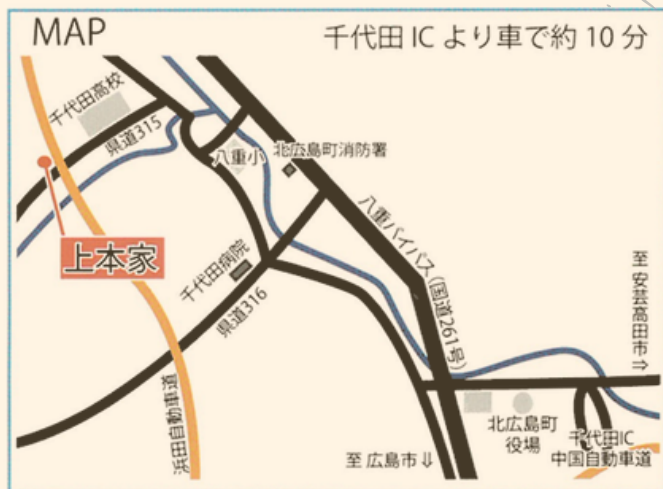 MAP
千代田 IC より車で約 10 分
千代田高校
県道315
八重小
北広島町消防署
上本家
八重バイパス(国道261号)
千代田病院
県道316
至 安芸高田市⇨
浜田自動車道
北広島町
役場
千代田IC
中国自動車道
至 広島市⇩